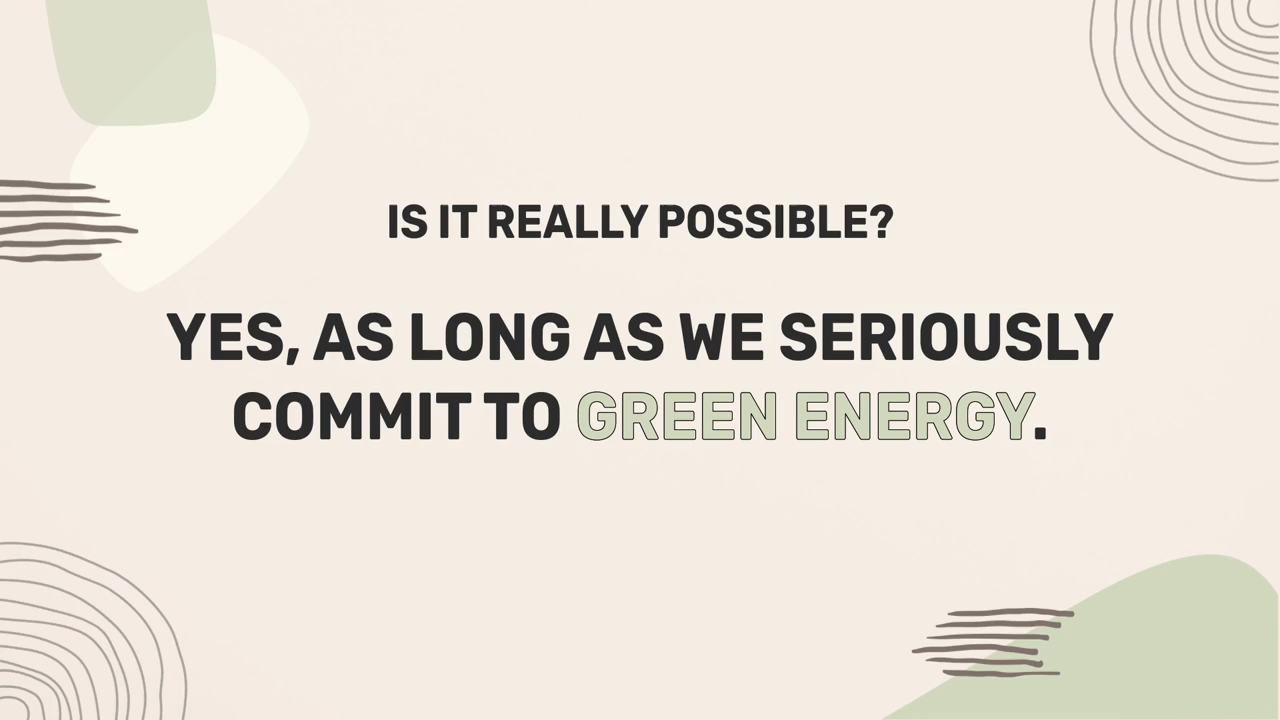 IS IT REALLY POSSIBLE?
YES, AS LONG AS WE SERIOUSLY
COMMIT TO GREEN ENERGY.